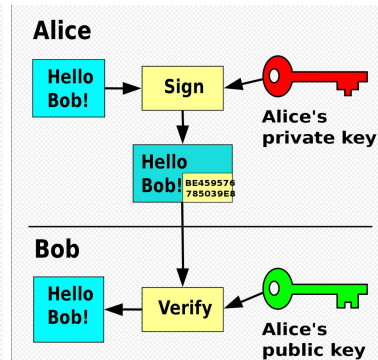 Alice
Hello
Bob!
Sign
Alice's
private key
Hello
Bob!
BE459576
785039E8
Bob
Hello
Bob!
Verify
Alice's
public key